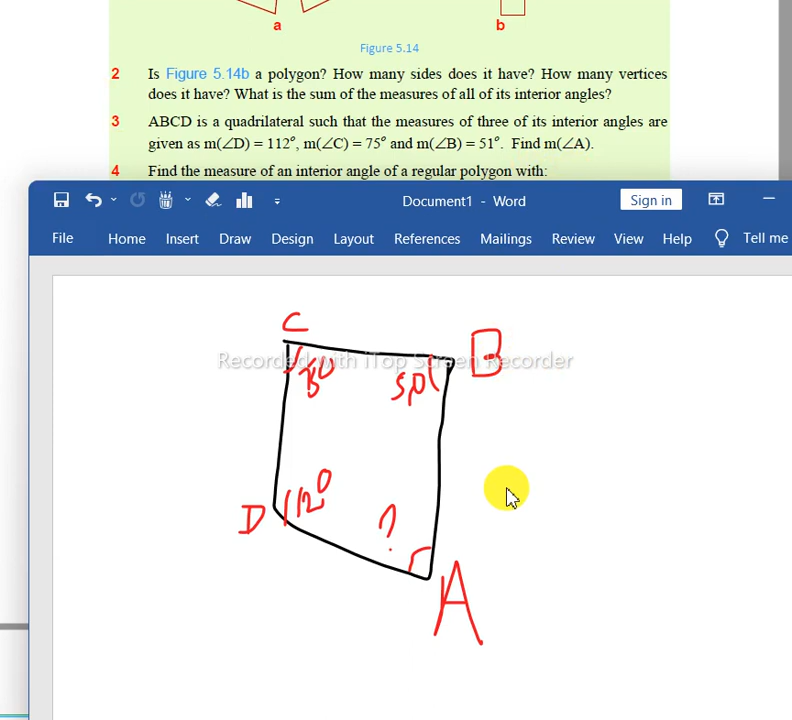 a
b
Figure 5.14
2 Is Figure 5.14b a polygon? How many sides does it have? How many vertices
does it have? What is the sum of the measures of all of its interior angles?
3 ABCD is a quadrilateral such that the measures of three of its interior angles are
given as m(∠D) = 112°, m(∠C) = 75° and m(∠B) = 51°. Find m(∠A).
4 Find the measure of an interior angle of a regular polygon with:
Document1 - Word
Sign in
File Home Insert Draw Design Layout References Mailings Review View Help Tell me
C
B
Recorded with iTop Screen Recorder
D
112°
?
A